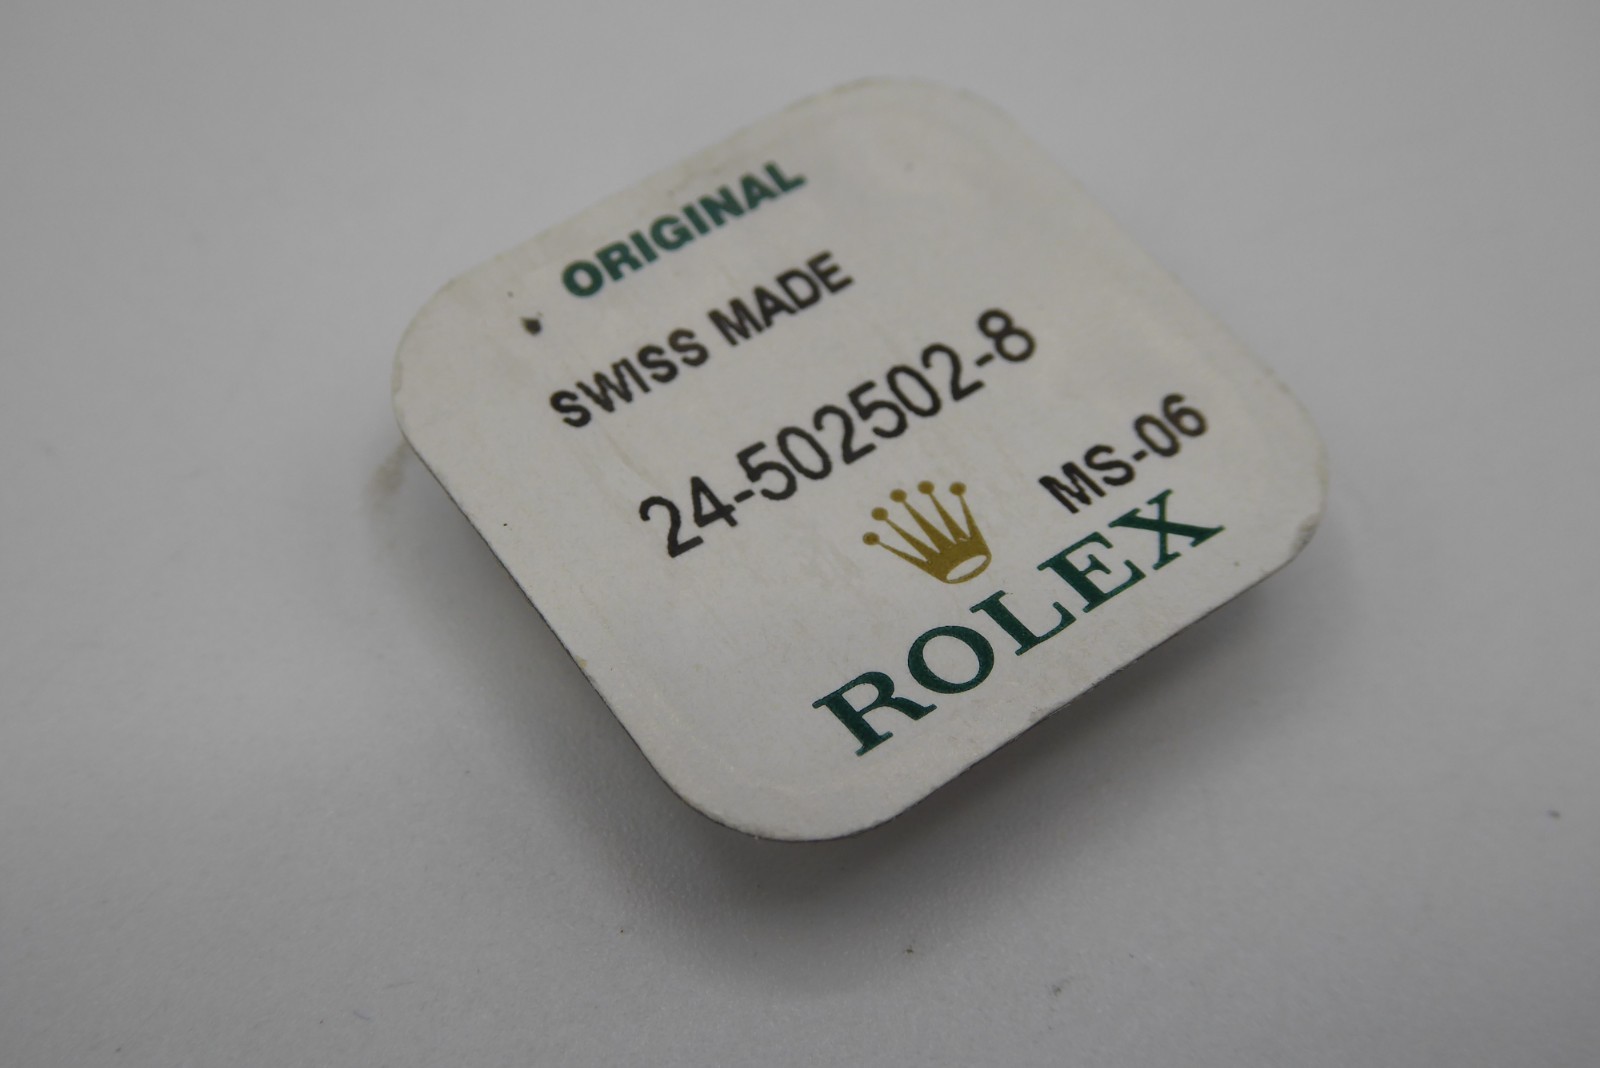 ORIGINAL
SWISS MADE
24-502502-8
MS-06
ROLEX